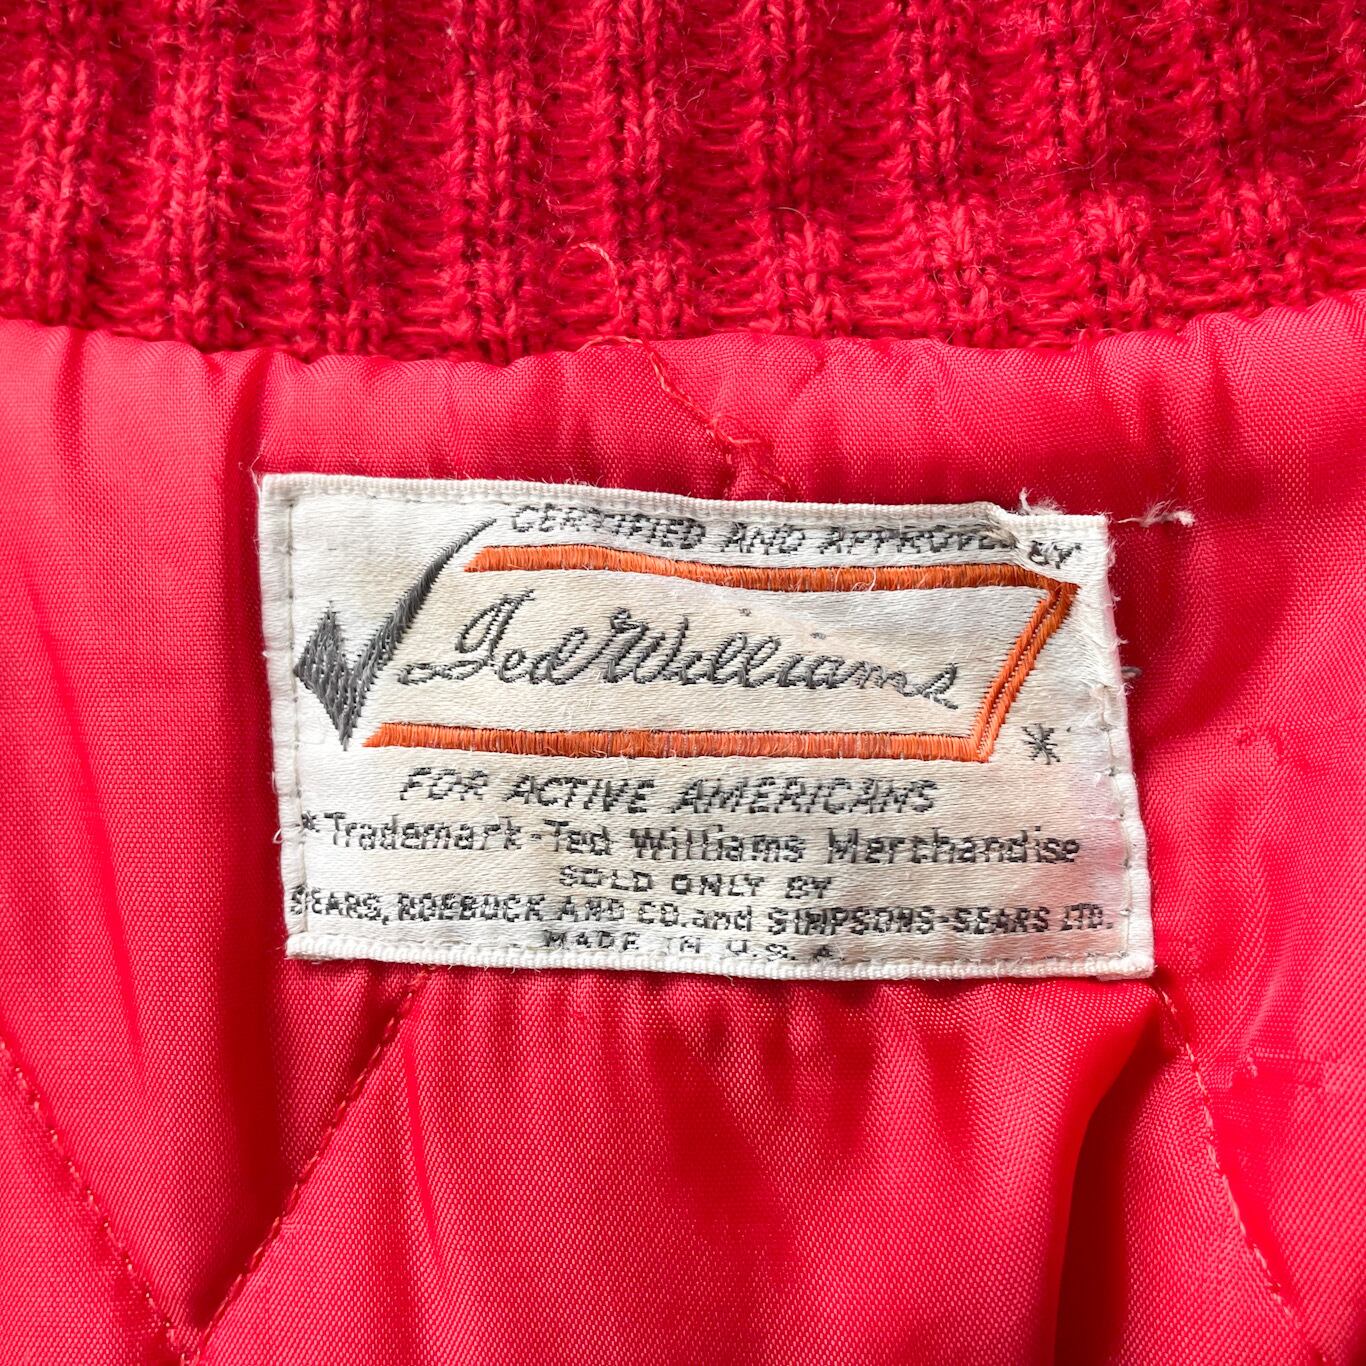 CERTIFIED AND APPROVED BY
Ted Williams
*
FOR ACTIVE AMERICANS
*Trademark-Ted Williams Merchandise
SOLD ONLY BY
SEARS, ROEBUCK AND CO. and SIMPSONS-SEARS LTD.
MADE IN U.S.A